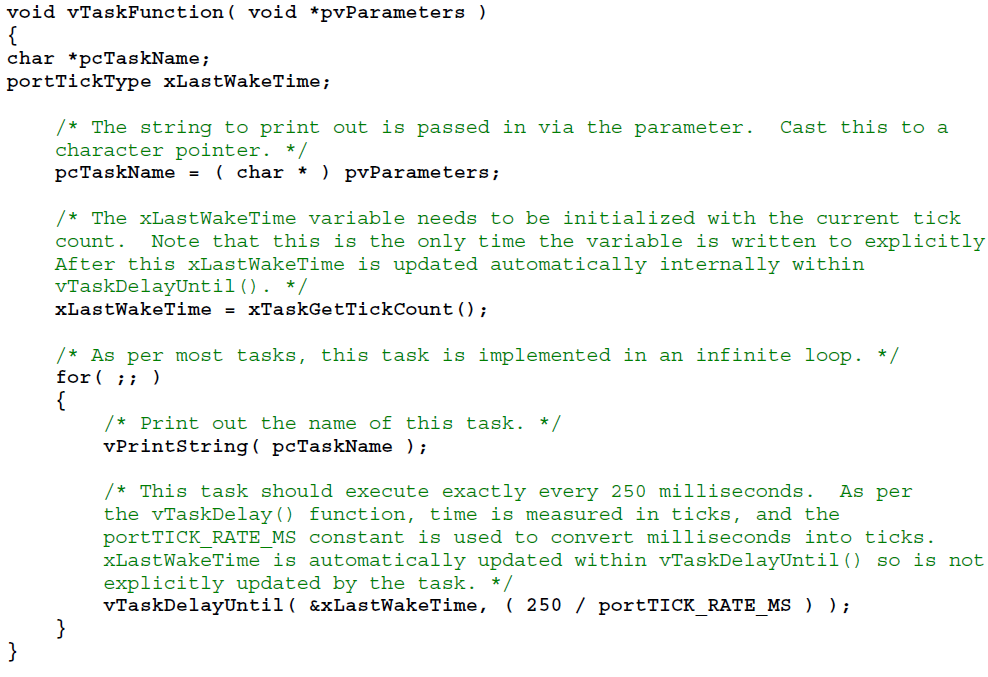 void vTaskFunction( void *pvParameters )
{
char *pcTaskName;
portTickType xLastWakeTime;
/* The string to print out is passed in via the parameter.  Cast this to a
character pointer. */
pcTaskName = ( char * ) pvParameters;
/* The xLastWakeTime variable needs to be initialized with the current tick
count.  Note that this is the only time the variable is written to explicitly
After this xLastWakeTime is updated automatically internally within
vTaskDelayUntil(). */
xLastWakeTime = xTaskGetTickCount();
/* As per most tasks, this task is implemented in an infinite loop. */
for( ;; )
{
/* Print out the name of this task. */
vPrintString( pcTaskName );
/* This task should execute exactly every 250 milliseconds.  As per
the vTaskDelay() function, time is measured in ticks, and the
portTICK_RATE_MS constant is used to convert milliseconds into ticks.
xLastWakeTime is automatically updated within vTaskDelayUntil() so is not
explicitly updated by the task. */
vTaskDelayUntil( &xLastWakeTime, ( 250 / portTICK_RATE_MS ) );
}
}